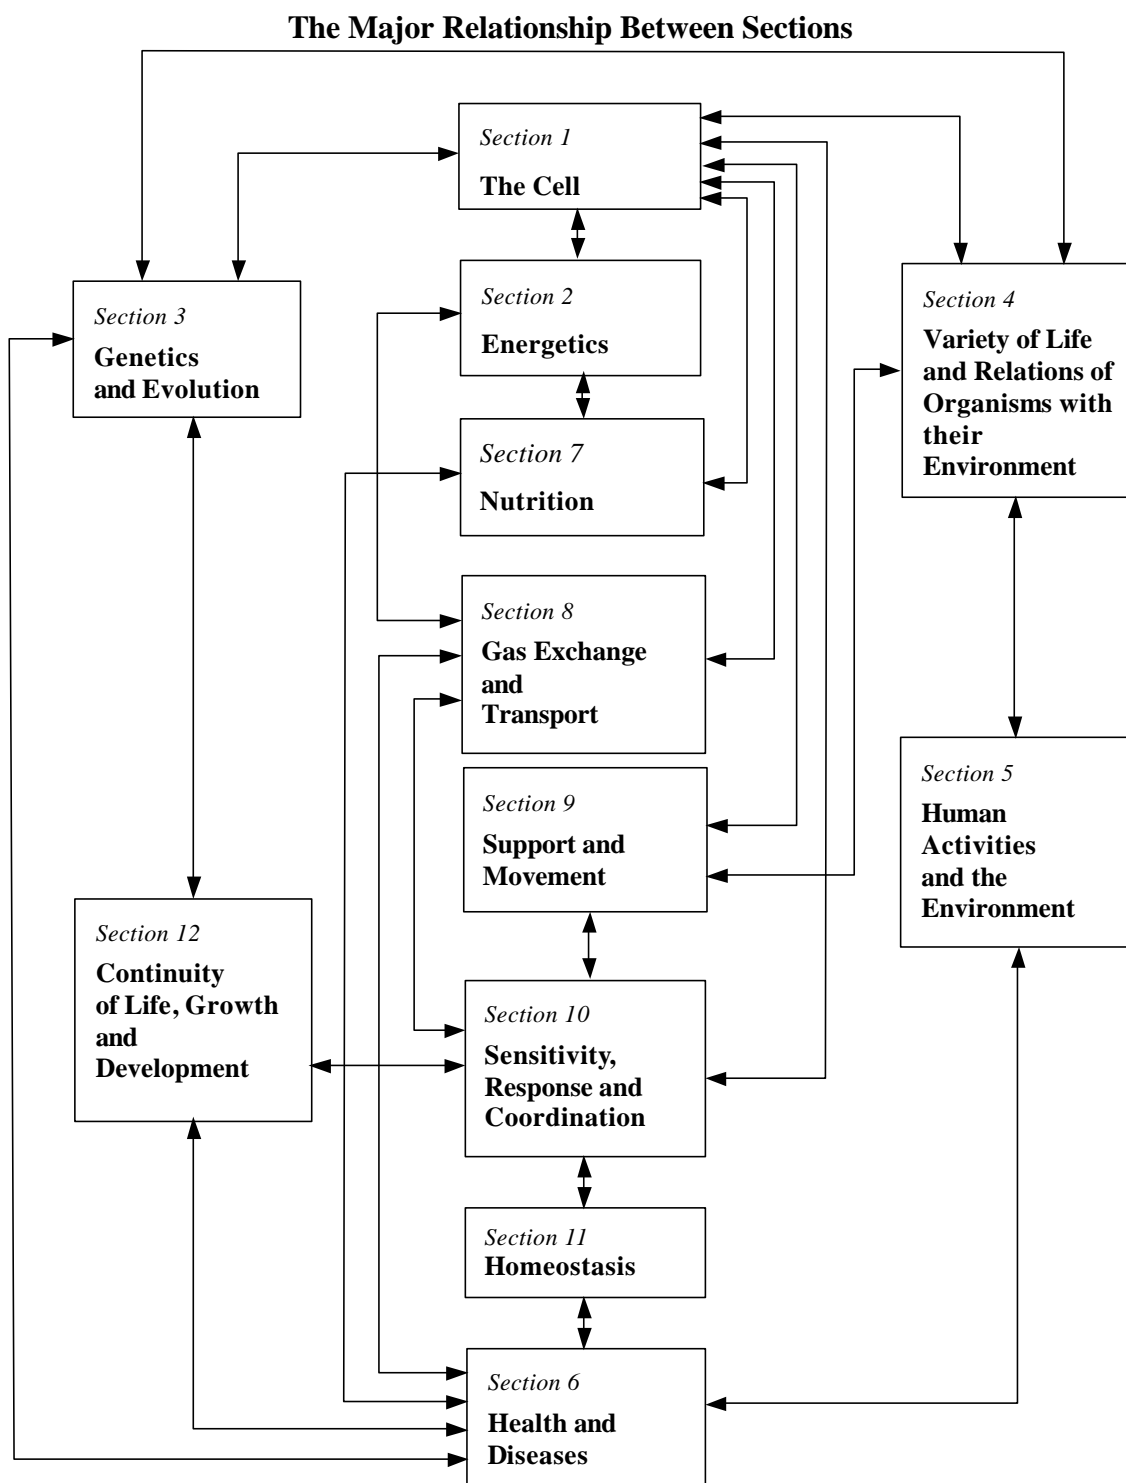 The Major Relationship Between Sections
Section 1
The Cell
Section 2
Energetics
Section 3
Genetics
and Evolution
Section 4
Variety of Life
and Relations of
Organisms with
their
Environment
Section 7
Nutrition
Section 8
Gas Exchange
and
Transport
Section 9
Support and
Movement
Section 5
Human
Activities
and the
Environment
Section 12
Continuity
of Life, Growth
and
Development
Section 10
Sensitivity,
Response and
Coordination
Section 11
Homeostasis
Section 6
Health and
Diseases